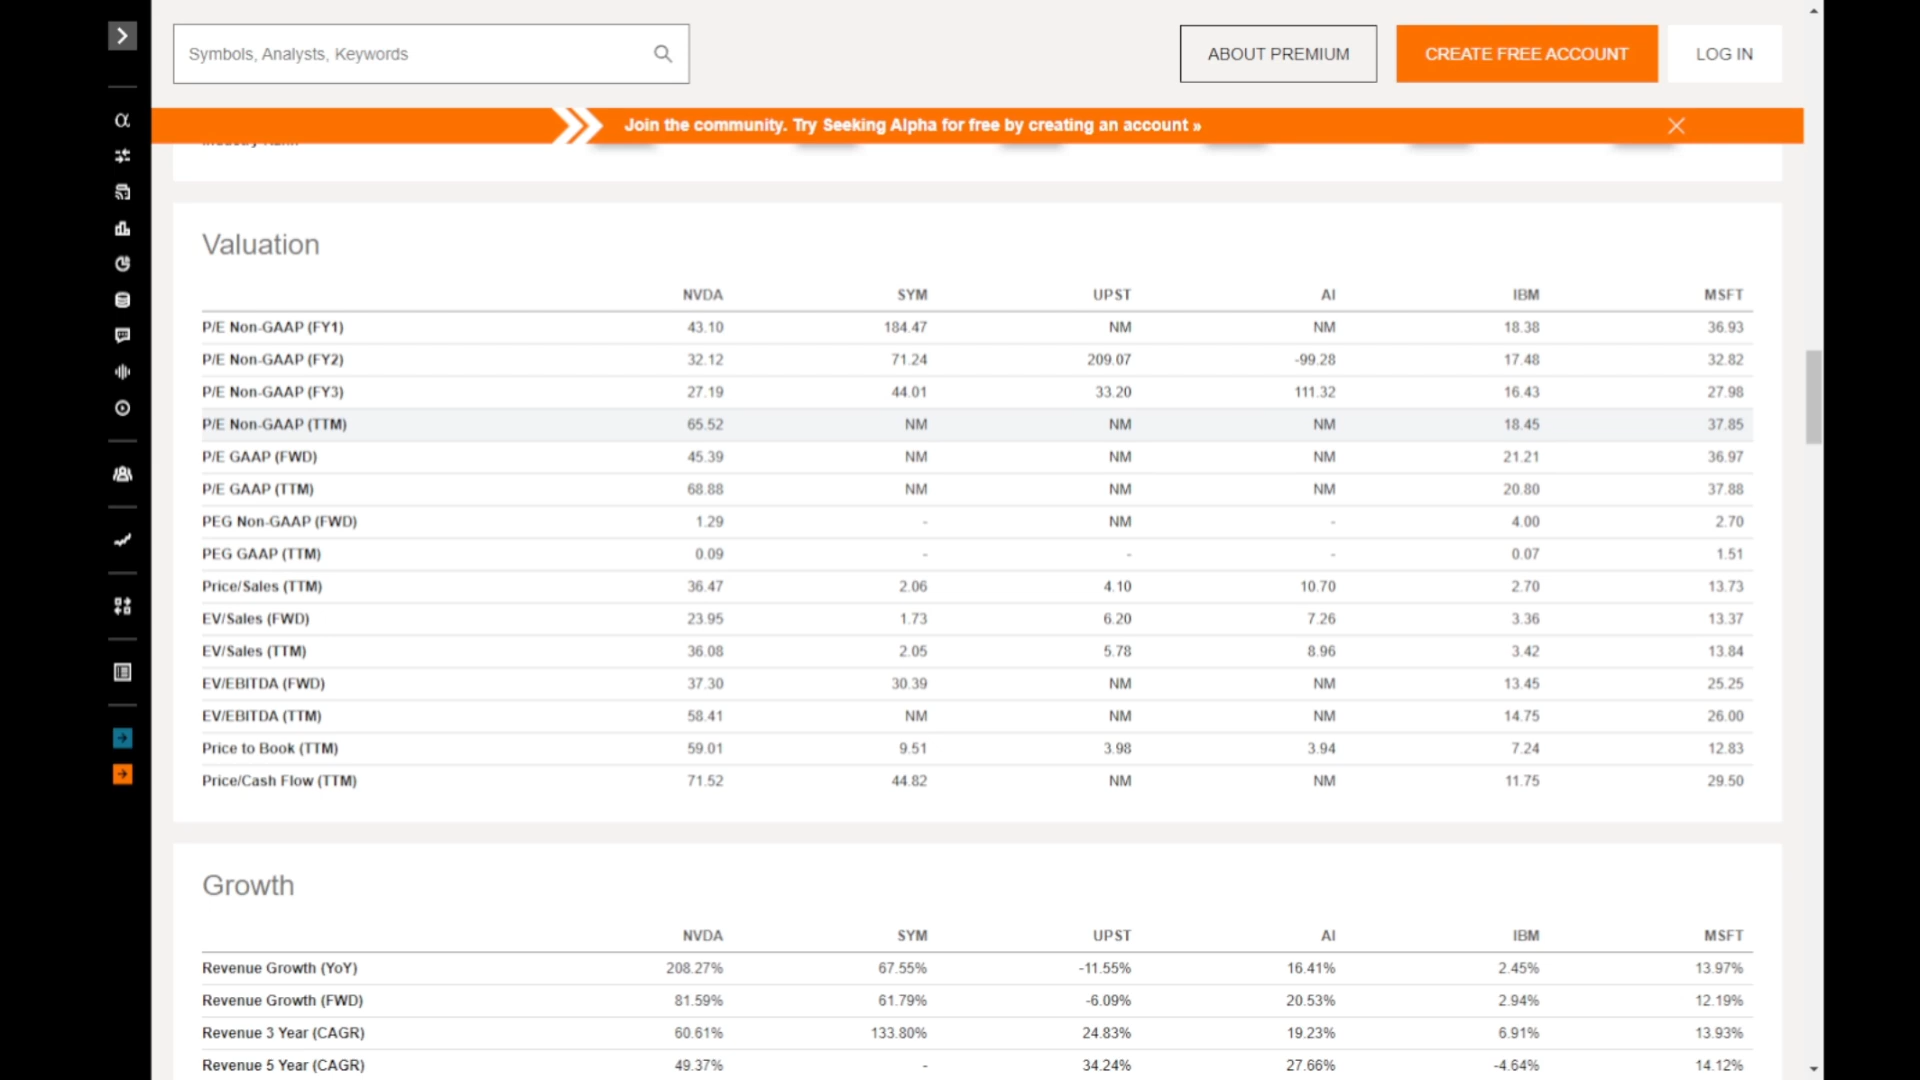 Symbols, Analysts, Keywords
ABOUT PREMIUM
CREATE FREE ACCOUNT
LOG IN
Join the community. Try Seeking Alpha for free by creating an account »
Valuation
NVDA SYM UPST AI IBM MSFT
P/E Non-GAAP (FY1) 43.10 184.47 NM NM 18.38 36.93
P/E Non-GAAP (FY2) 32.12 71.24 209.07 -99.28 17.48 32.82
P/E Non-GAAP (FY3) 27.19 44.01 33.20 111.32 16.43 27.98
P/E Non-GAAP (TTM) 65.52 NM NM NM 18.45 37.85
P/E GAAP (FWD) 45.39 NM NM NM 21.21 36.97
P/E GAAP (TTM) 68.88 NM NM NM 20.80 37.88
PEG Non-GAAP (FWD) 1.29 - NM - 4.00 2.70
PEG GAAP (TTM) 0.09 - - - 0.07 1.51
Price/Sales (TTM) 36.47 2.06 4.10 10.70 2.70 13.73
EV/Sales (FWD) 23.95 1.73 6.20 7.26 3.36 13.37
EV/Sales (TTM) 36.08 2.05 5.78 8.96 3.42 13.84
EV/EBITDA (FWD) 37.30 30.39 NM NM 13.45 25.25
EV/EBITDA (TTM) 58.41 NM NM NM 14.75 26.00
Price to Book (TTM) 59.01 9.51 3.98 3.94 7.24 12.83
Price/Cash Flow (TTM) 71.52 44.82 NM NM 11.75 29.50
Growth
NVDA SYM UPST AI IBM MSFT
Revenue Growth (YoY) 208.27% 67.55% -11.55% 16.41% 2.45% 13.97%
Revenue Growth (FWD) 81.59% 61.79% -6.09% 20.53% 2.94% 12.19%
Revenue 3 Year (CAGR) 60.61% 133.80% 24.83% 19.23% 6.91% 13.93%
Revenue 5 Year (CAGR) 49.37% - 34.24% 27.66% -4.64% 14.12%